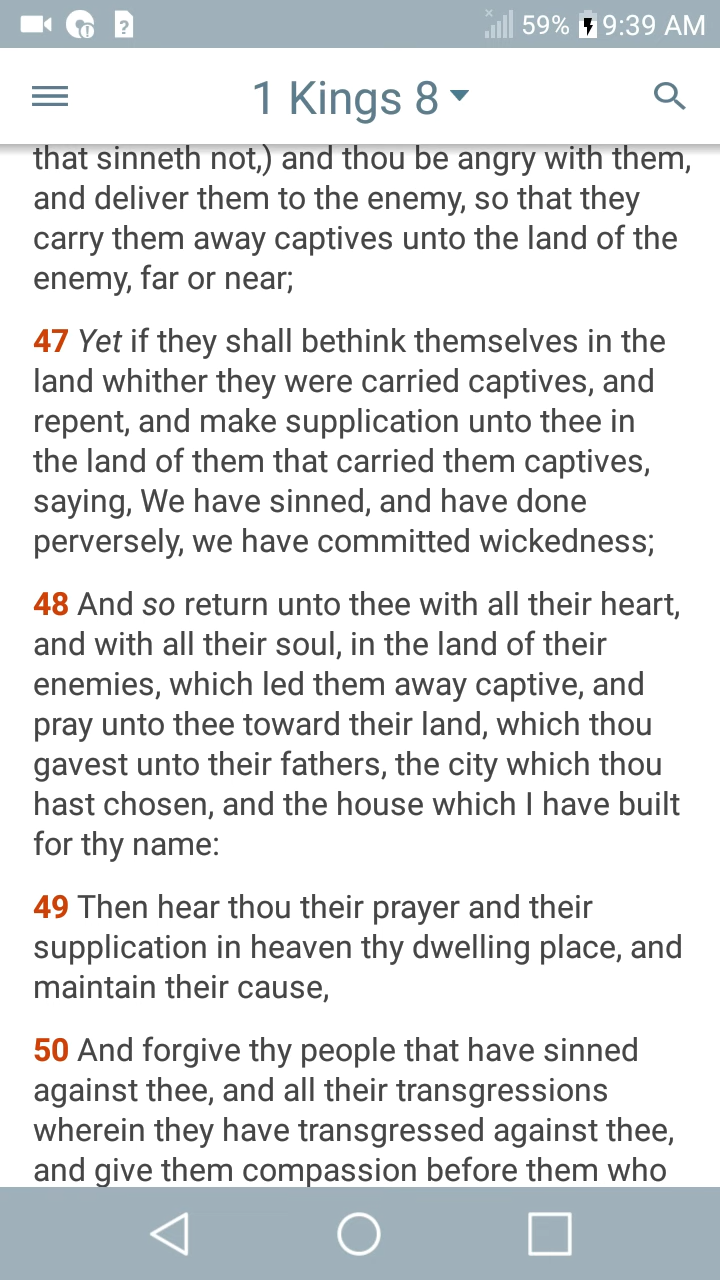 59% 9:39 AM
1 Kings 8
that sinneth not,) and thou be angry with them,
and deliver them to the enemy, so that they
carry them away captives unto the land of the
enemy, far or near;
47 Yet if they shall bethink themselves in the
land whither they were carried captives, and
repent, and make supplication unto thee in
the land of them that carried them captives,
saying, We have sinned, and have done
perversely, we have committed wickedness;
48 And so return unto thee with all their heart,
and with all their soul, in the land of their
enemies, which led them away captive, and
pray unto thee toward their land, which thou
gavest unto their fathers, the city which thou
hast chosen, and the house which I have built
for thy name:
49 Then hear thou their prayer and their
supplication in heaven thy dwelling place, and
maintain their cause,
50 And forgive thy people that have sinned
against thee, and all their transgressions
wherein they have transgressed against thee,
and give them compassion before them who